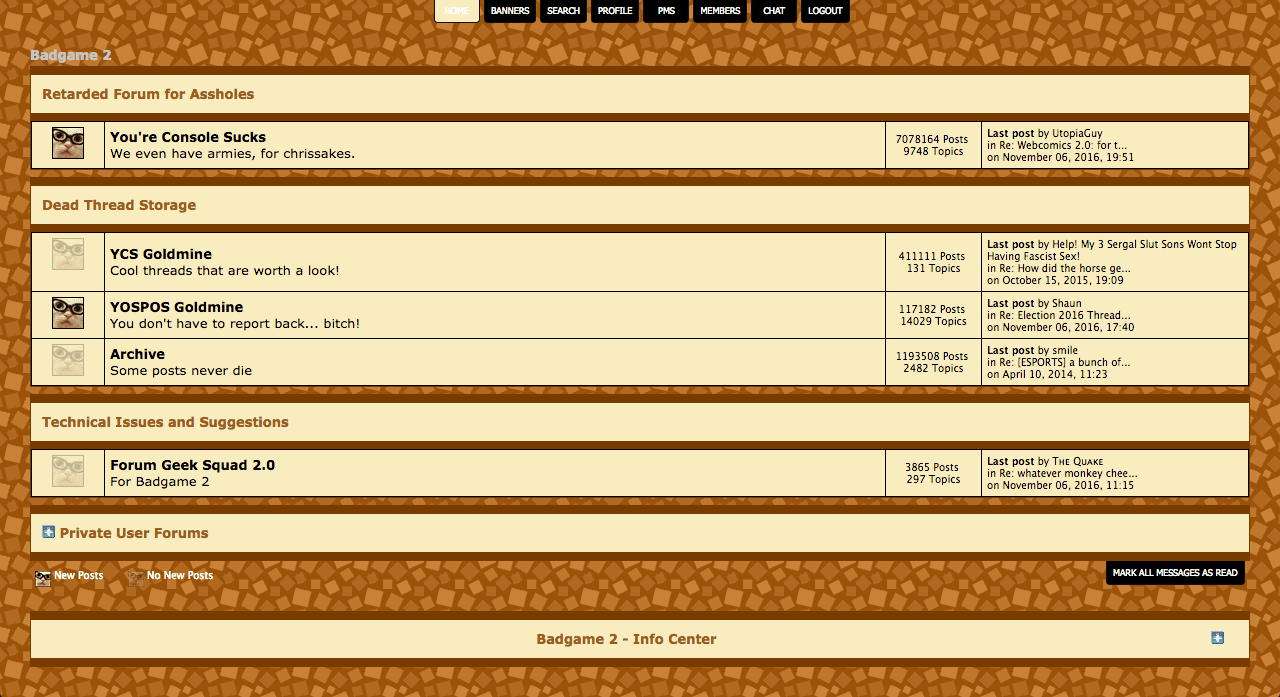 HOME BANNERS SEARCH PROFILE PMS MEMBERS CHAT LOGOUT
Badgame 2
Retarded Forum for Assholes
You're Console Sucks
We even have armies, for chrissakes.
7078164 Posts
9748 Topics
Last post by UtopiaGuy
in Re: Webcomics 2.0: for t...
on November 06, 2016, 19:51
Dead Thread Storage
YCS Goldmine
Cool threads that are worth a look!
411111 Posts
131 Topics
Last post by Help! My 3 Sergal Slut Sons Wont Stop
Having Fascist Sex!
in Re: How did the horse ge...
on October 15, 2015, 19:09
YOSPOS Goldmine
You don't have to report back... bitch!
117182 Posts
14029 Topics
Last post by Shaun
in Re: Election 2016 Thread...
on November 06, 2016, 17:40
Archive
Some posts never die
1193508 Posts
2482 Topics
Last post by smile
in Re: [ESPORTS] a bunch of...
on April 10, 2014, 11:23
Technical Issues and Suggestions
Forum Geek Squad 2.0
For Badgame 2
3865 Posts
297 Topics
Last post by The Quake
in Re: whatever monkey chee...
on November 06, 2016, 11:15
Private User Forums
New Posts No New Posts
MARK ALL MESSAGES AS READ
Badgame 2 - Info Center